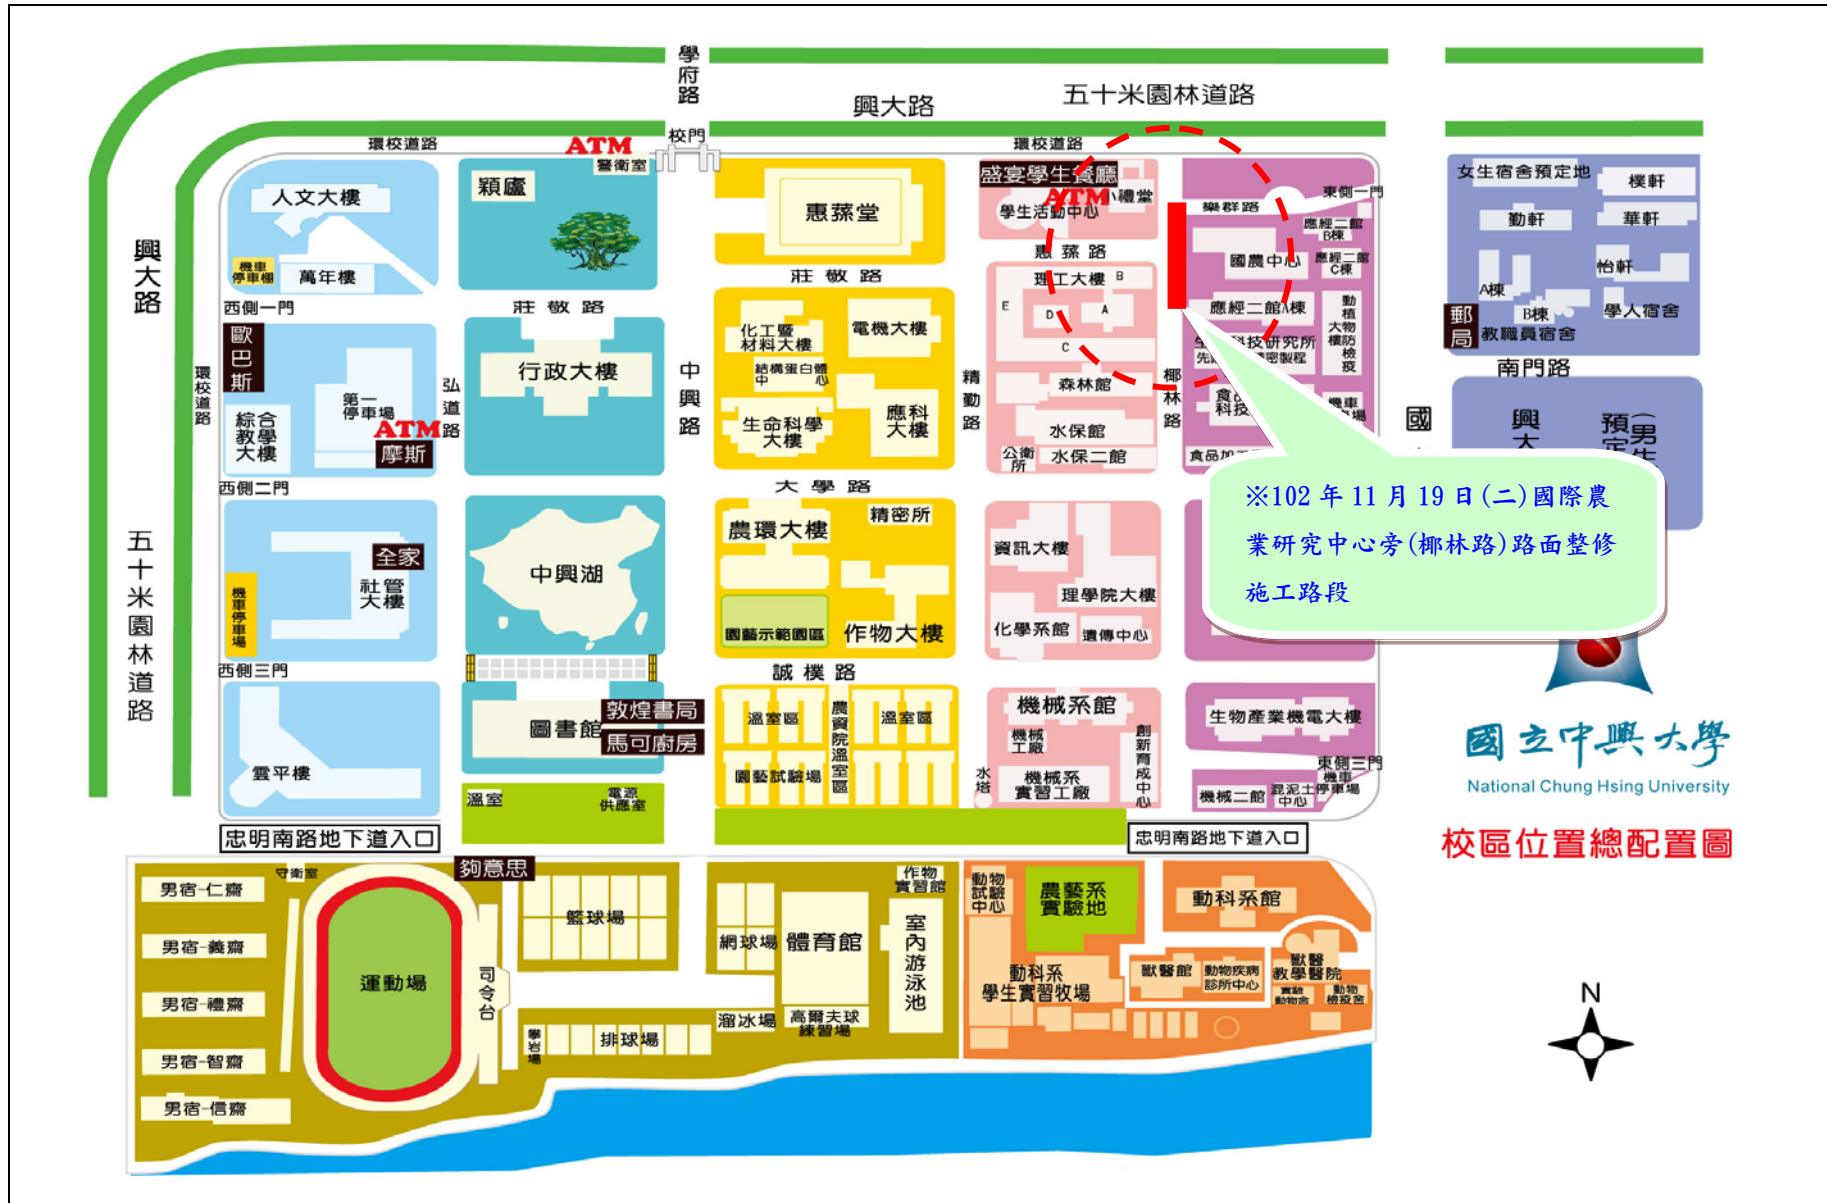 學府路
興大路
五十米園林道路
環校道路
ATM
警衛室
校門
環校道路
人文大樓
機車停車棚
萬年樓
西側一門
穎廬
莊敬路
惠蓀堂
莊敬路
盛宴學生餐廳
ATM
小禮堂
學生活動中心
惠蓀路
樂群路
東側一門
應經二館B棟
國農中心
應經二館C棟
應經二館A棟
動植物防檢疫大樓
女生宿舍預定地
樸軒
勤軒
華軒
怡軒
A棟
B棟
教職員宿舍
學人宿舍
郵局
南門路
興大路
五十米園林道路
環校道路
歐巴斯
第一停車場
綜合教學大樓
ATM
摩斯
弘道路
西側二門
行政大樓
中興路
化工暨材料大樓
電機大樓
結構蛋白體中心
生命科學大樓
應科大樓
精勤路
理工大樓
A
B
C
D
E
森林館
水保館
公衛所
水保二館
椰林路
大學路
※102年11月19日(二)國際農
業研究中心旁(椰林路)路面整修
施工路段
全家
社管大樓
機車停車場
西側三門
中興湖
農環大樓
精密所
園藝示範園區
作物大樓
資訊大樓
理學院大樓
化學系館
遺傳中心
誠樸路
雲平樓
圖書館
敦煌書局
馬可廚房
溫室
電源供應室
溫室區
農資院溫室區
溫室區
園藝試驗場
機械系館
機械工廠
機械系實習工廠
創新育成中心
水塔
生物產業機電大樓
東側三門
機械二館
混泥土中心
機車停車場
國立中興大學
National Chung Hsing University
校區位置總配置圖
忠明南路地下道入口
忠明南路地下道入口
夠意思
守衛室
男宿-仁齋
男宿-義齋
男宿-禮齋
男宿-智齋
男宿-信齋
運動場
司令台
籃球場
攀岩場
排球場
網球場
溜冰場
體育館
高爾夫球練習場
作物實習館
室內游泳池
動物試驗中心
農藝系實驗地
動科系學生實習牧場
動科系館
獸醫館
動物疾病診所中心
獸醫教學醫院
實驗動物舍
動物檢疫舍
N